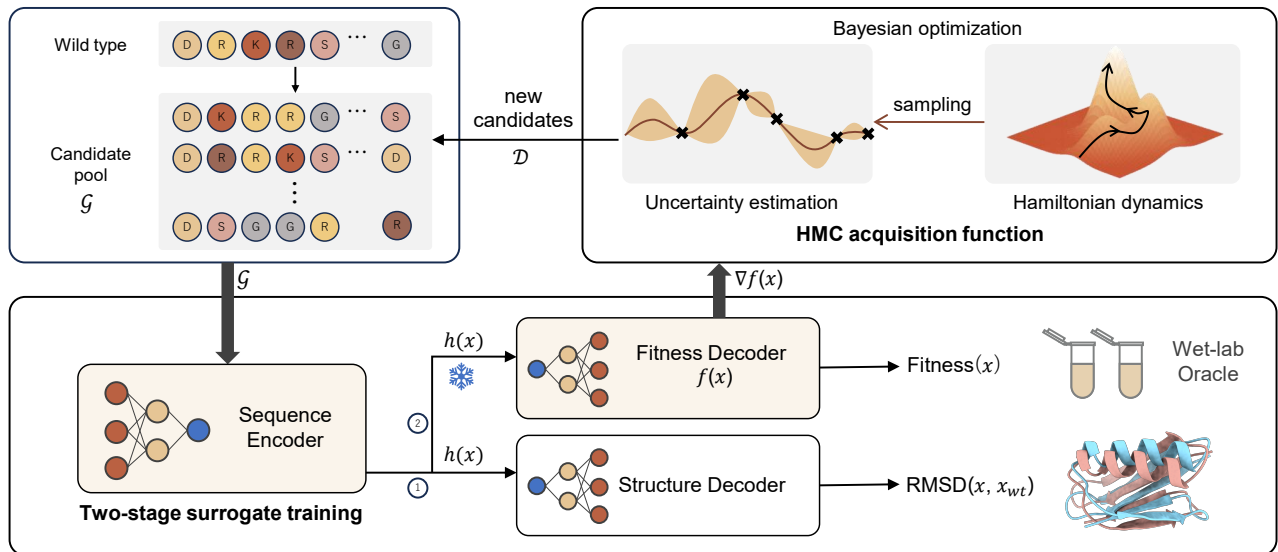 Wild type
D R K R S ··· G
Candidate
pool
𝒢
D K R R G ··· S
D R R K S ··· D
⋮
D S G G R R
new
candidates
𝒟
Bayesian optimization
sampling
Uncertainty estimation
Hamiltonian dynamics
HMC acquisition function
𝒢
∇f(x)
Sequence
Encoder
Two-stage surrogate training
2
1
h(x)
h(x)
Fitness Decoder
f(x)
Structure Decoder
Fitness(x)
RMSD(x, x_wt)
Wet-lab
Oracle